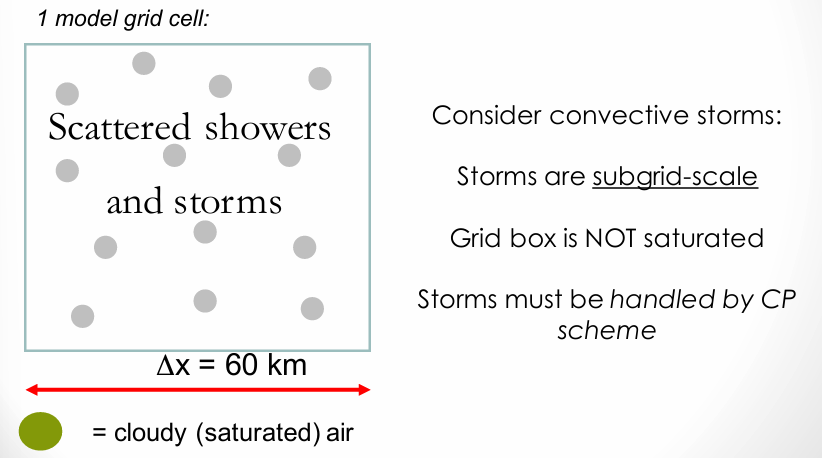 1 model grid cell:
Scattered showers
and storms
Δx = 60 km
= cloudy (saturated) air
Consider convective storms:
Storms are subgrid-scale
Grid box is NOT saturated
Storms must be handled by CP
scheme